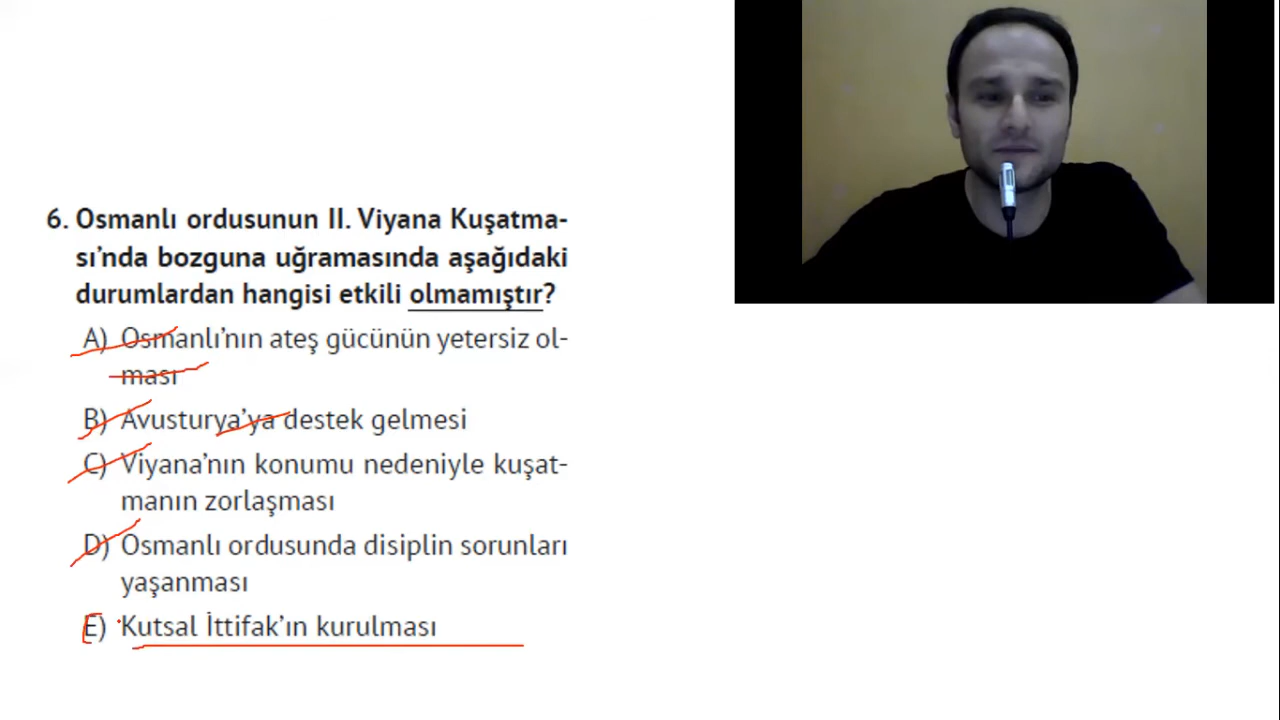 6. Osmanlı ordusunun II. Viyana Kuşatma-
sı'nda bozguna uğramasında aşağıdaki
durumlardan hangisi etkili olmamıştır?
A) Osmanlı'nın ateş gücünün yetersiz ol-
ması
B) Avusturya'ya destek gelmesi
C) Viyana'nın konumu nedeniyle kuşat-
manın zorlaşması
D) Osmanlı ordusunda disiplin sorunları
yaşanması
E) Kutsal İttifak'ın kurulması